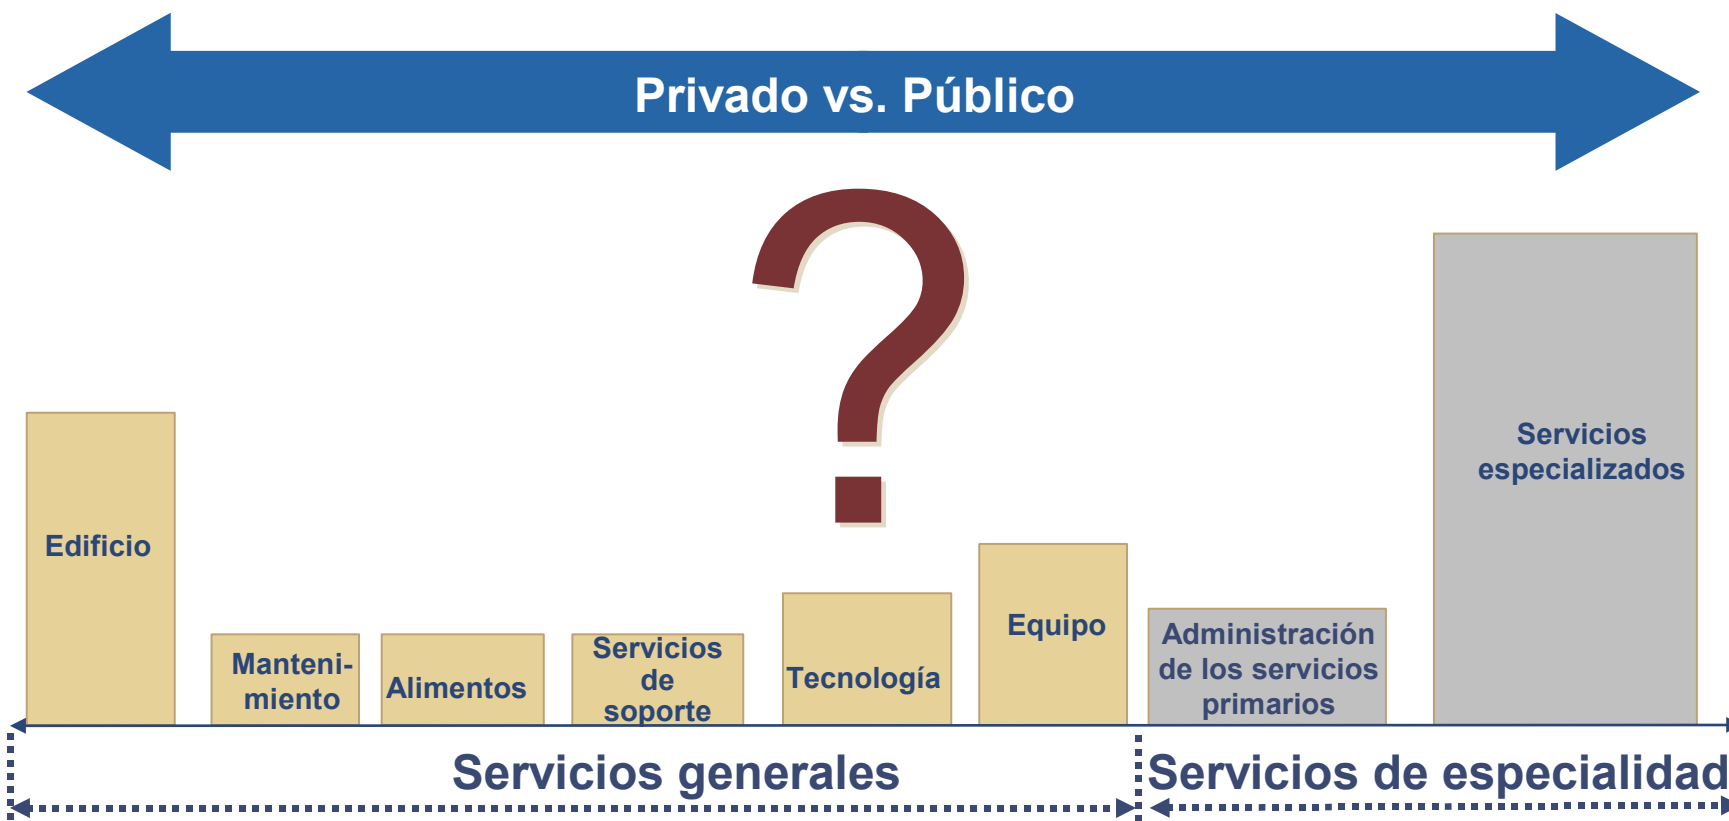 Privado vs. Público
?
Servicios
especializados
Edificio
Manteni-
miento
Alimentos
Servicios
de
soporte
Tecnología
Equipo
Administración
de los servicios
primarios
Servicios generales
Servicios de especialidad